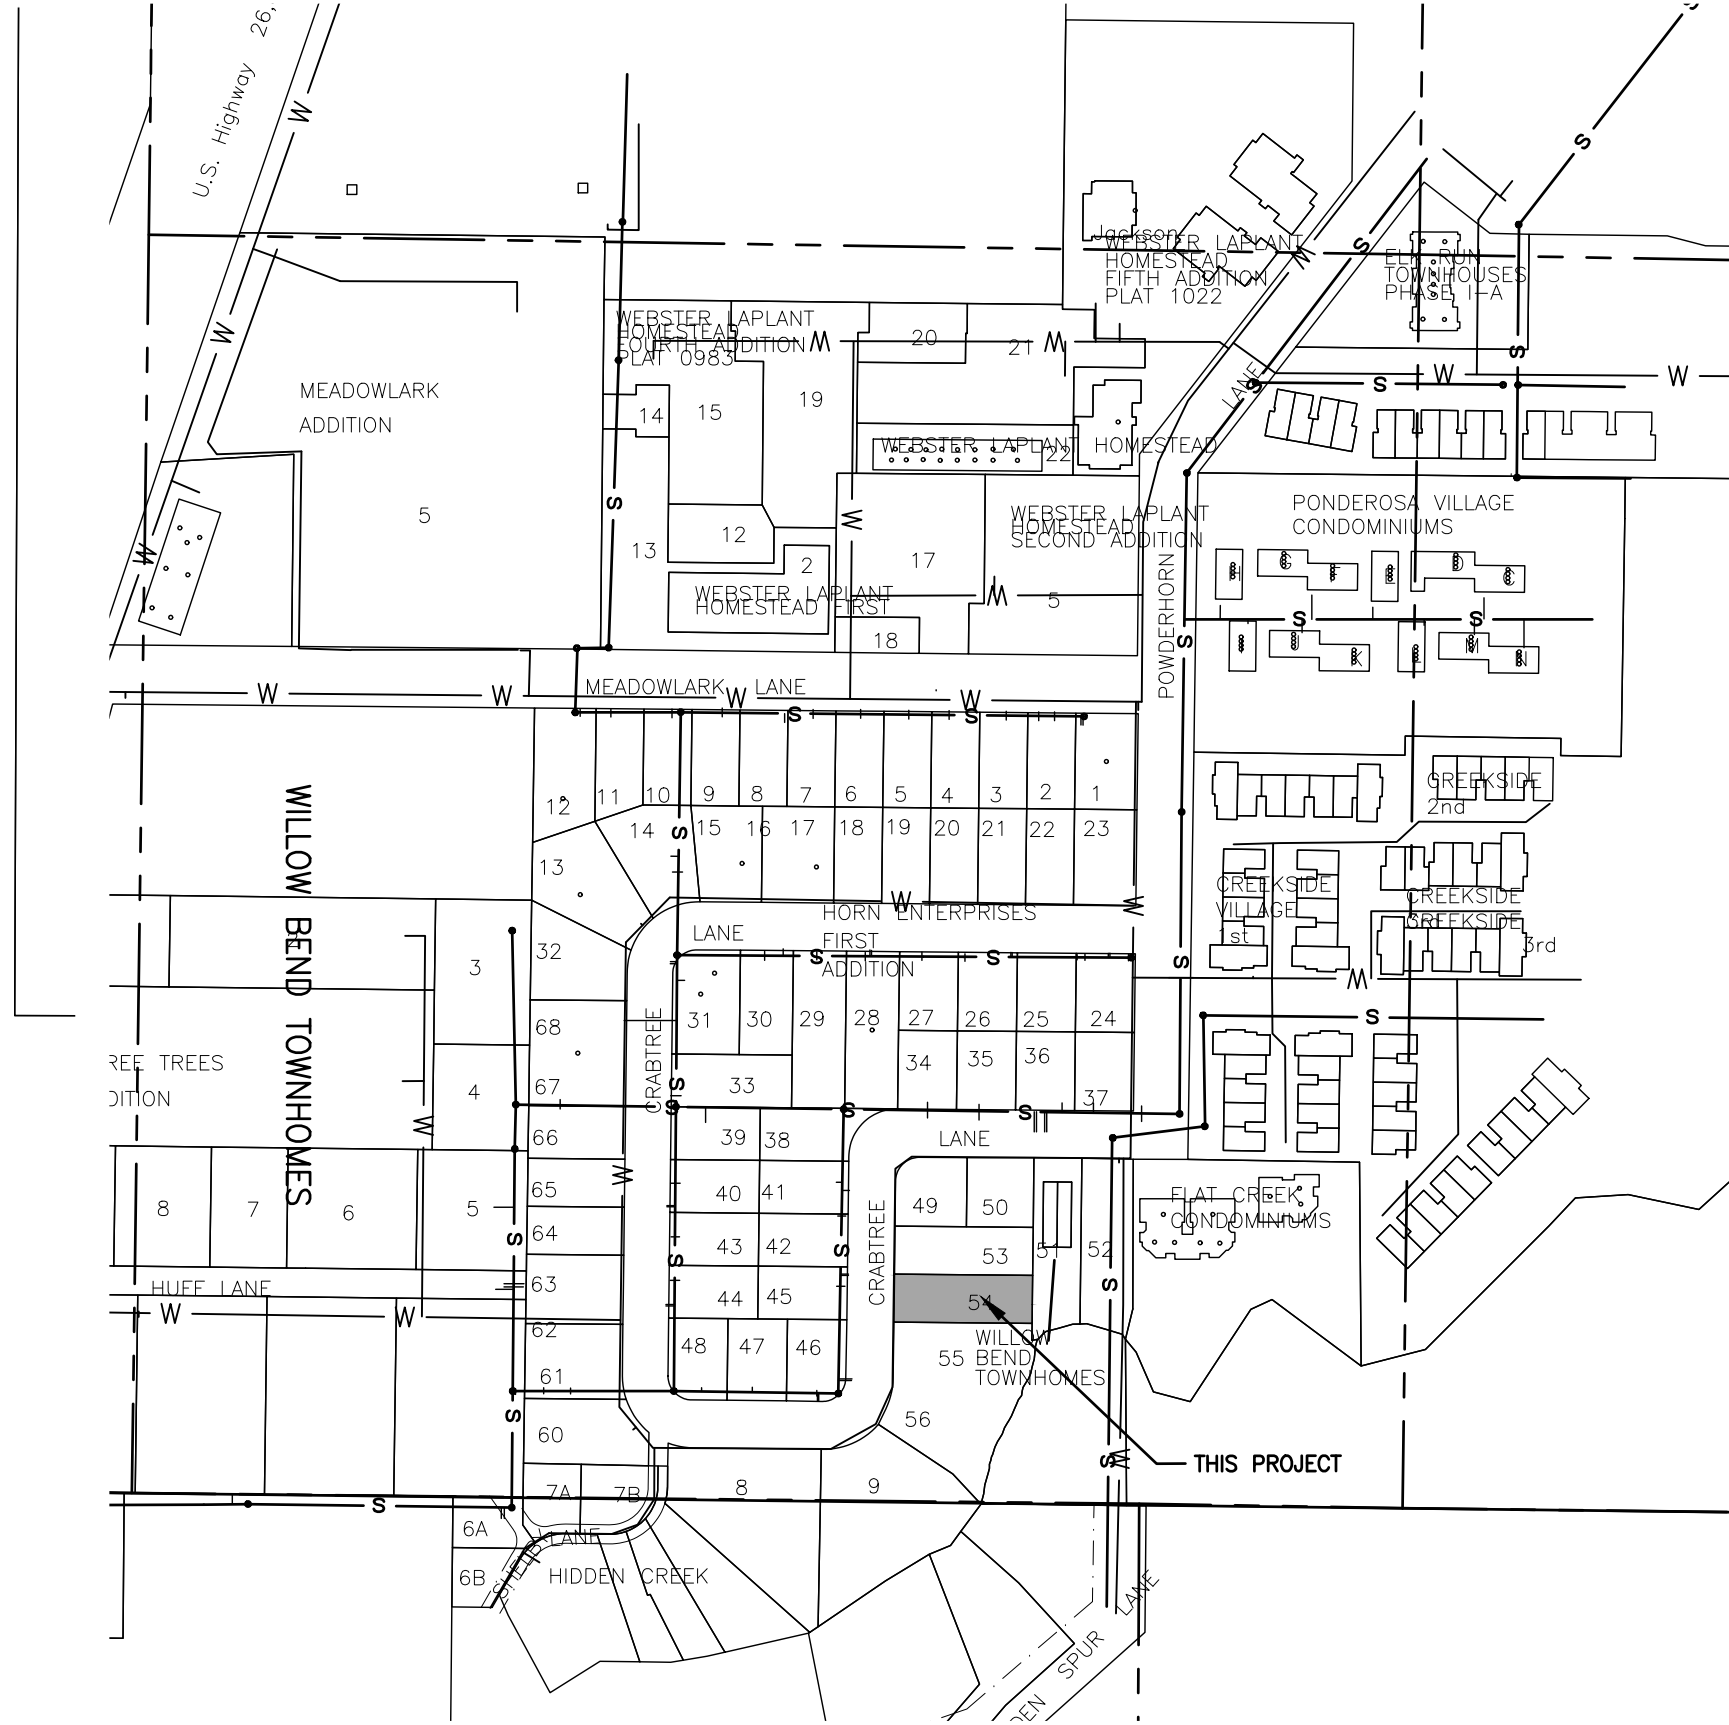 U.S. Highway 26,
W
S
S
W
S
W
Jackson
WEBSTER LAPLANT
HOMESTEAD
FIFTH ADDITION
PLAT 1022
ELK RUN
TOWNHOUSES
PHASE I-A
WEBSTER LAPLANT
HOMESTEAD
FOURTH ADDITION
PLAT 0983
W
W
20
21
W
S
W
S
W
S
S
LANE
MEADOWLARK
ADDITION
14
15
19
WEBSTER LAPLANT HOMESTEAD
22
5
S
W
WEBSTER LAPLANT
HOMESTEAD
SECOND ADDITION
PONDEROSA VILLAGE
CONDOMINIUMS
W
13
12
2
17
WEBSTER LAPLANT
HOMESTEAD FIRST
W
5
18
POWDERHORN
H
G
F
E
D
C
S
S
S
I
J
K
L
M
N
MEADOWLARK LANE
W
W
W
W
S
S
12
11
10
9
8
7
6
5
4
3
2
1
13
14
15
16
17
18
19
20
21
22
23
S
CREEKSIDE
2nd
CREEKSIDE
VILLAGE
1st
CREEKSIDE
CREEKSIDE
3rd
3rd
WILLOW BEND TOWNHOMES
W
W
HORN ENTERPRISES
FIRST
ADDITION
LANE
S
S
S
W
S
2
3
32
CRABTREE
31
30
29
28
27
26
25
24
68
REE TREES
DITION
4
67
33
34
35
36
37
S
S
S
S
W
66
39
38
LANE
W
65
40
41
49
50
FLAT CREEK
CONDOMINIUMS
8
7
6
5
64
S
43
42
S
S
CRABTREE
53
51
52
S
HUFF LANE
63
44
45
54
W
W
62
48
47
46
WILLOW
55 BEND
TOWNHOMES
61
S
60
56
S
W
THIS PROJECT
7A
7B
8
9
S
6A
SHELBY LANE
6B
HIDDEN CREEK
LANE
SPUR
DEN